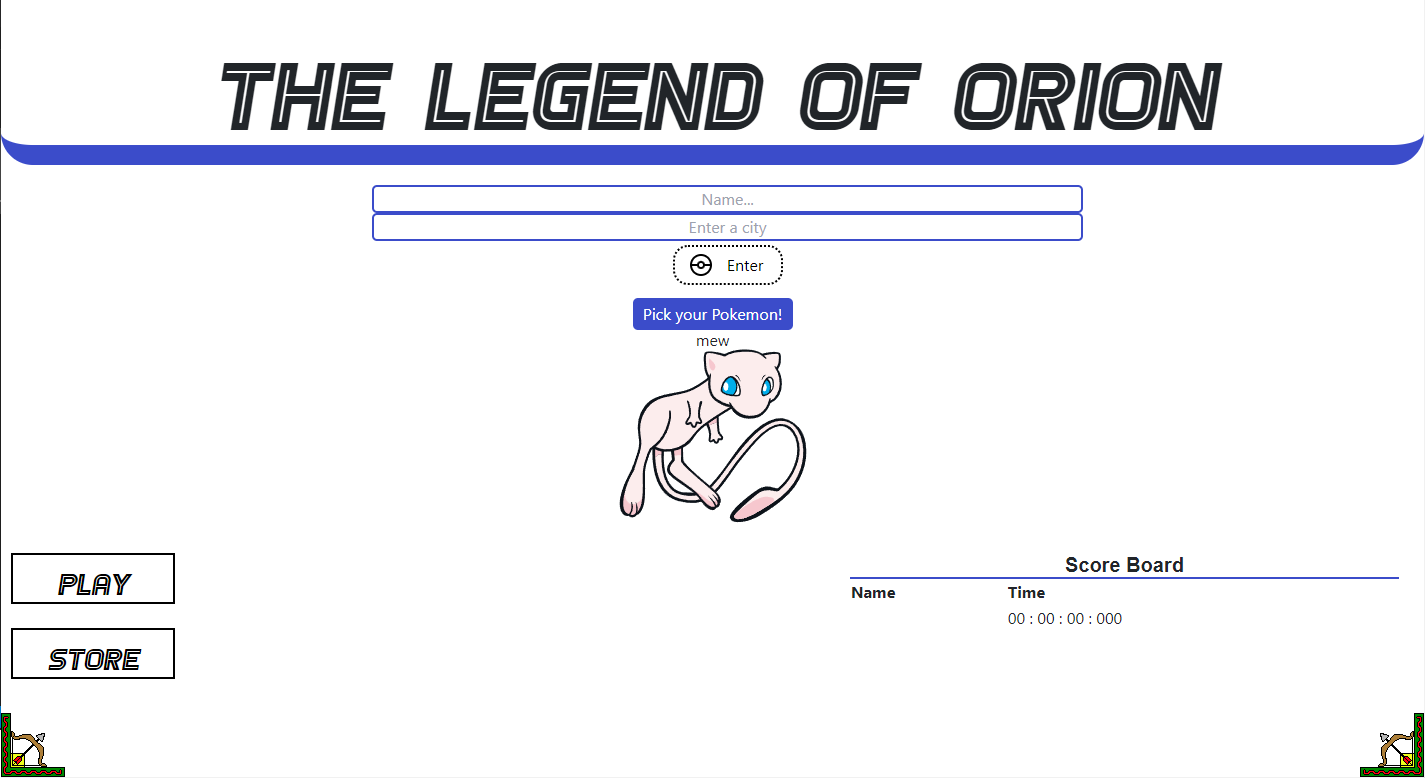 THE LEGEND OF ORION
Name...
Enter a city
Enter
Pick your Pokemon!
mew
PLAY
STORE
Score Board
Name Time
00 : 00 : 00 : 000